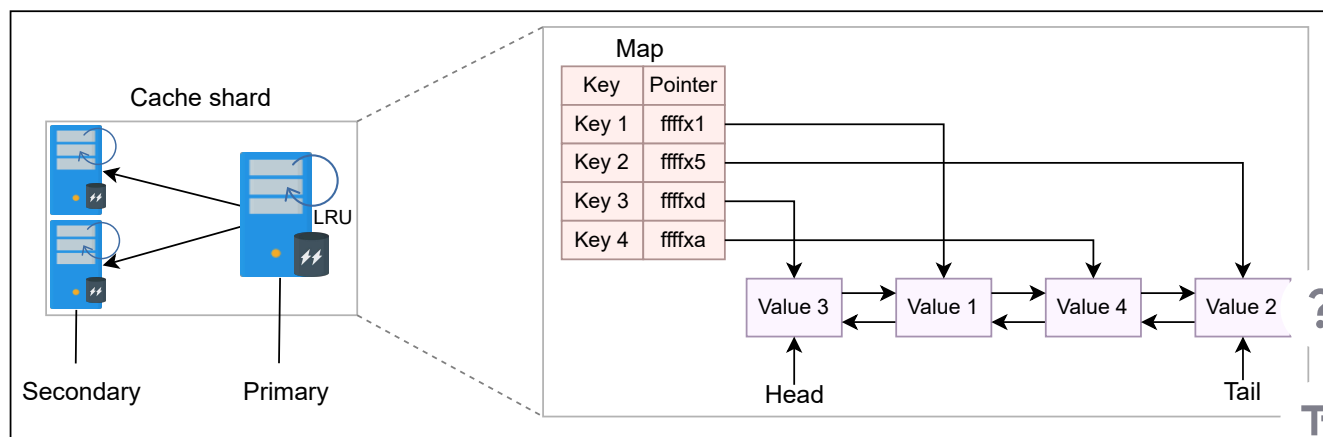 Map
Key Pointer
Cache shard
Key 1 ffffx1
Key 2 ffffx5
Key 3 ffffxd
LRU
Key 4 ffffxa
Value 3 Value 1 Value 4 Value 2
?
Secondary Primary
Head
Tail